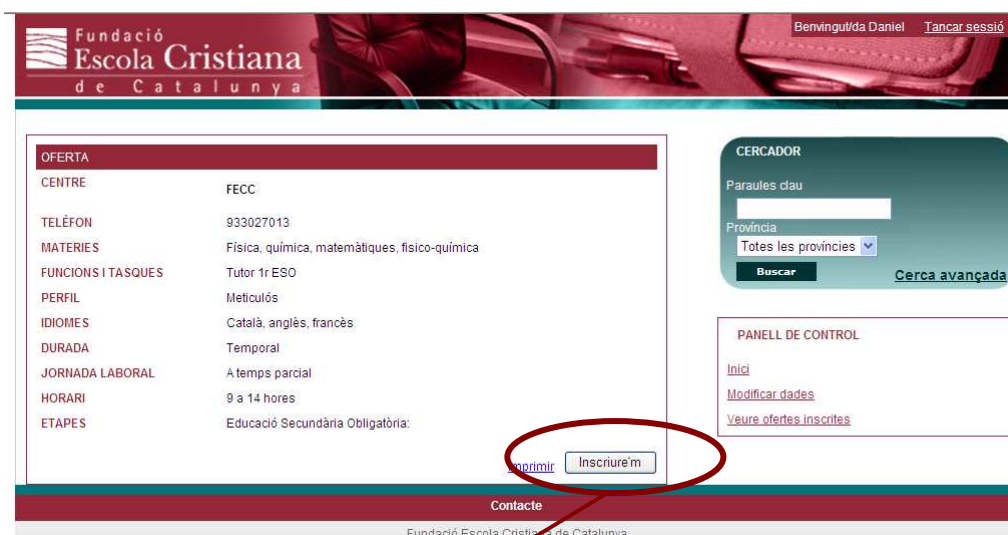 Benvingut/da Daniel Tancar sessió
Fundació
Escola Cristiana
de Catalunya
OFERTA
CENTRE FECC
TELÈFON 933027013
MATERIES Física, química, matemàtiques, fisico-química
FUNCIONS I TASQUES Tutor 1r ESO
PERFIL Meticulós
IDIOMES Català, anglès, francès
DURADA Temporal
JORNADA LABORAL A temps parcial
HORARI 9 a 14 hores
ETAPES Educació Secundària Obligatòria:
Imprimir Inscriure'm
CERCADOR
Paraules clau
Província
Totes les províncies
Buscar Cerca avançada
PANELL DE CONTROL
Inici
Modificar dades
Veure ofertes inscrites
Contacte
Fundació Escola Cristiana de Catalunya